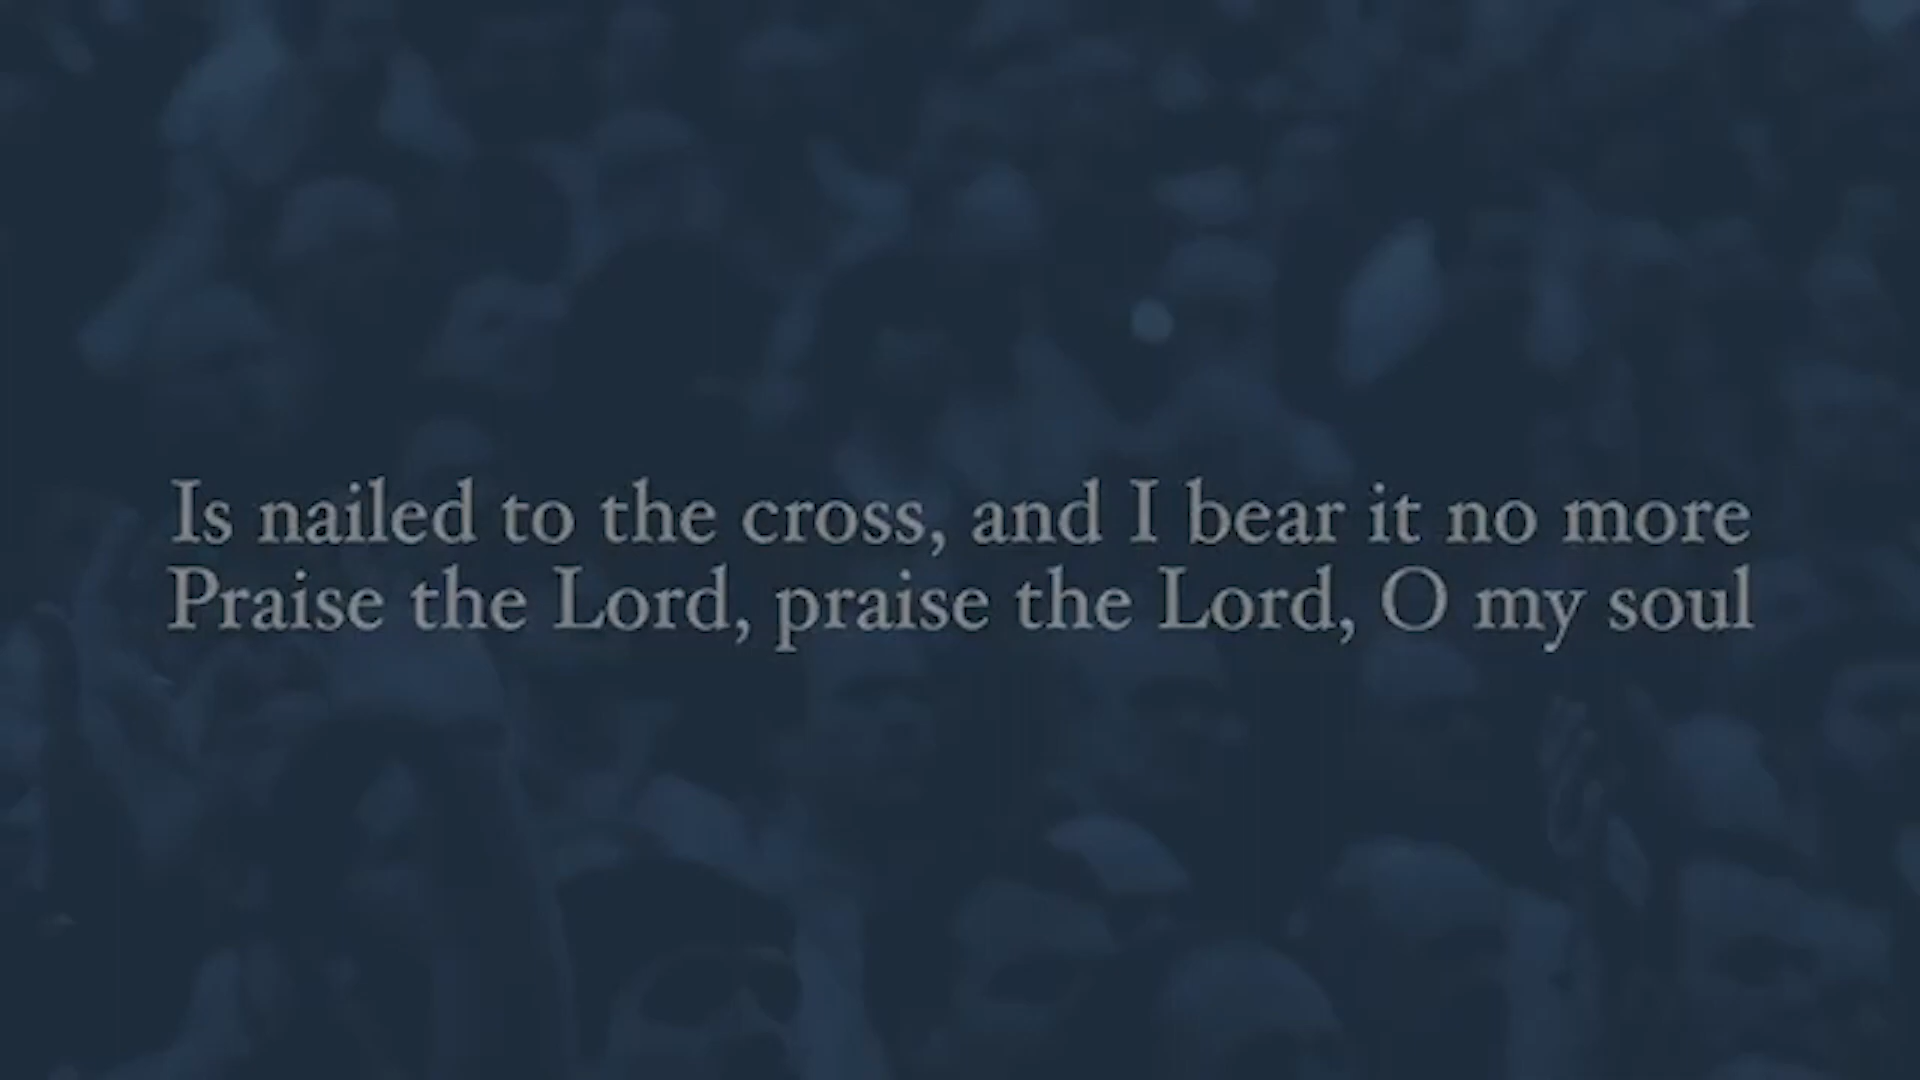 Is nailed to the cross, and I bear it no more
Praise the Lord, praise the Lord, O my soul